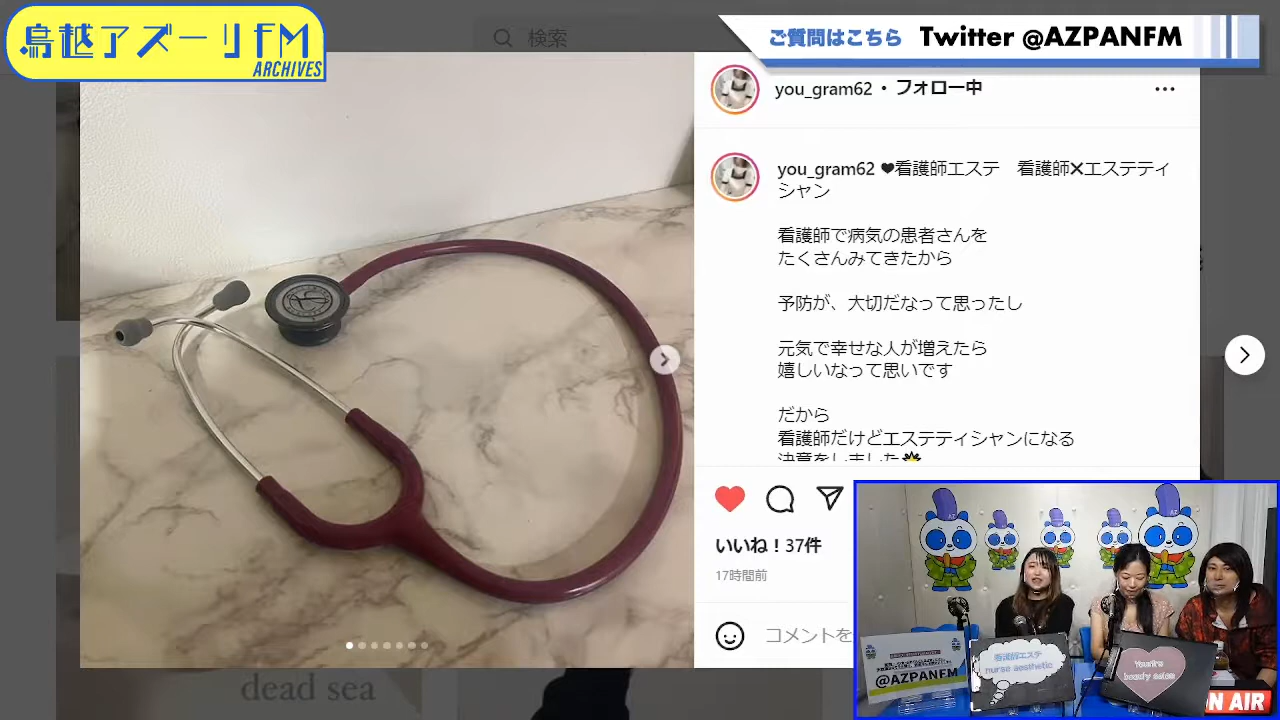 鳥越アズーリFM
ARCHIVES
検索
ご質問はこちら Twitter @AZPANFM
you_gram62 • フォロー中
you_gram62 ❤看護師エステ　看護師❌エステティ
シャン
看護師で病気の患者さんを
たくさんみてきたから
予防が、大切だなって思ったし
元気で幸せな人が増えたら
嬉しいなって思いです
だから
看護師だけどエステティシャンになる
決意をしました
いいね！37件
17時間前
コメントを
dead sea
@AZPANFM
看護師エステ
nurse aesthetic
beauty salon
ON AIR